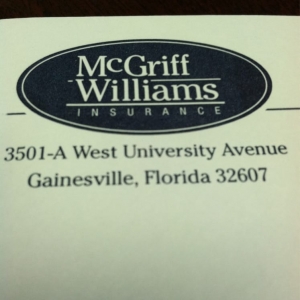 McGriff
Williams
INSURANCE
3501-A West University Avenue
Gainesville, Florida 32607